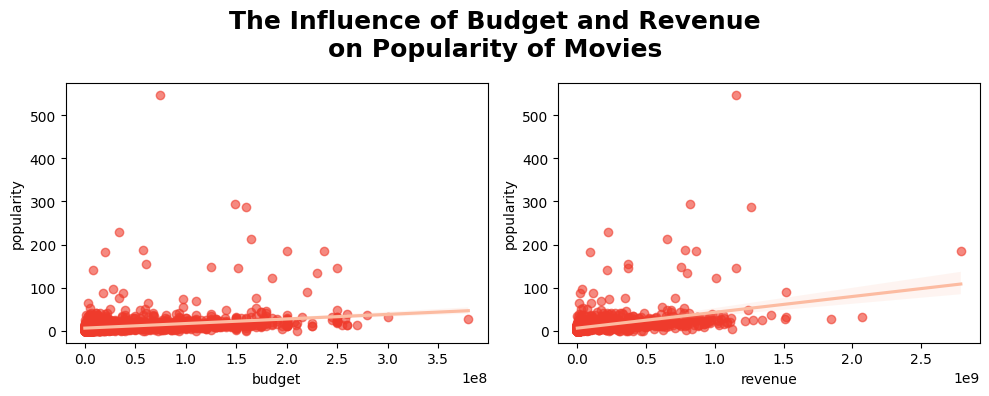 The Influence of Budget and Revenue
on Popularity of Movies
500
400
300
200
100
0
popularity
0.0 0.5 1.0 1.5 2.0 2.5 3.0 3.5
budget
1e8
500
400
300
200
100
0
popularity
0.0 0.5 1.0 1.5 2.0 2.5
revenue
1e9